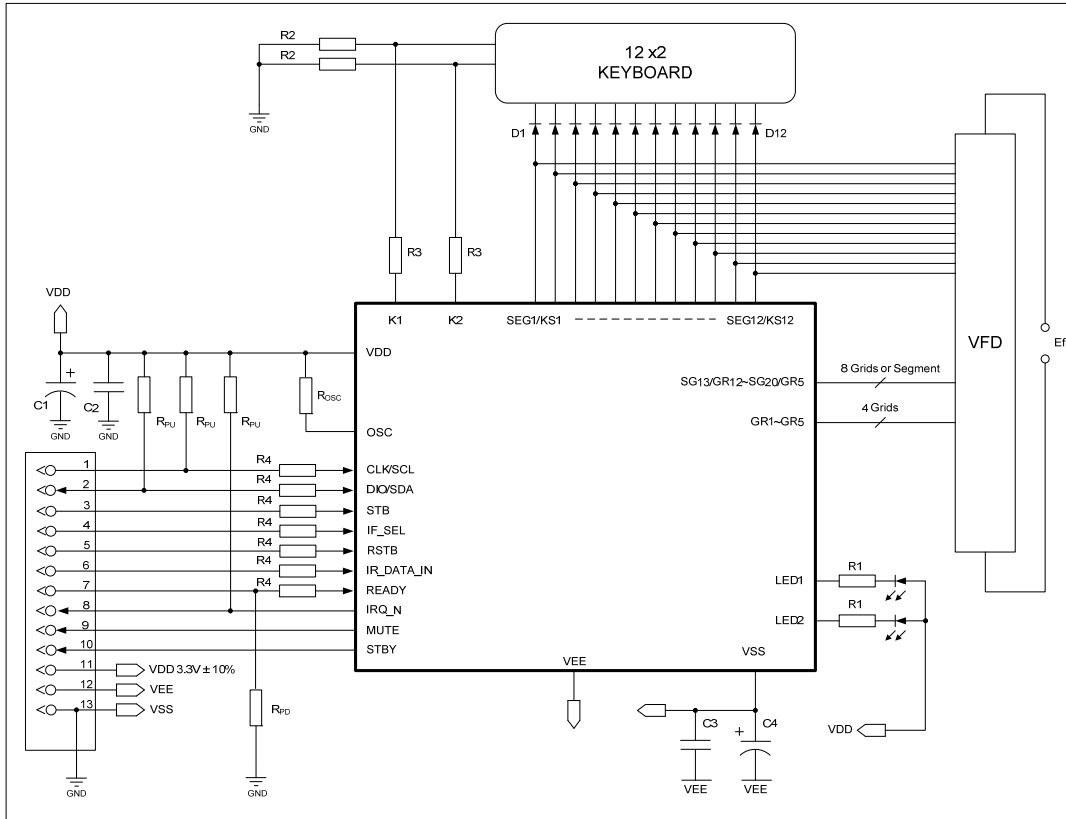 R2
R2
GND
12 x2
KEYBOARD
D1
D12
R3
R3
VDD
K1
K2
SEG1/KS1
SEG12/KS12
VDD
VFD
Ef
C1
+
C2
GND
GND
RPU
RPU
RPU
ROSC
OSC
SG13/GR12~SG20/GR5
8 Grids or Segment
GR1~GR5
4 Grids
1
R4
CLK/SCL
2
R4
DIO/SDA
3
R4
STB
4
R4
IF_SEL
5
R4
RSTB
6
R4
IR_DATA_IN
7
R4
READY
8
IRQ_N
9
MUTE
10
STBY
11
VDD 3.3V ± 10%
12
VEE
13
VSS
GND
RPD
GND
LED1
R1
LED2
R1
VSS
VEE
C3
+
C4
VEE
VEE
VDD